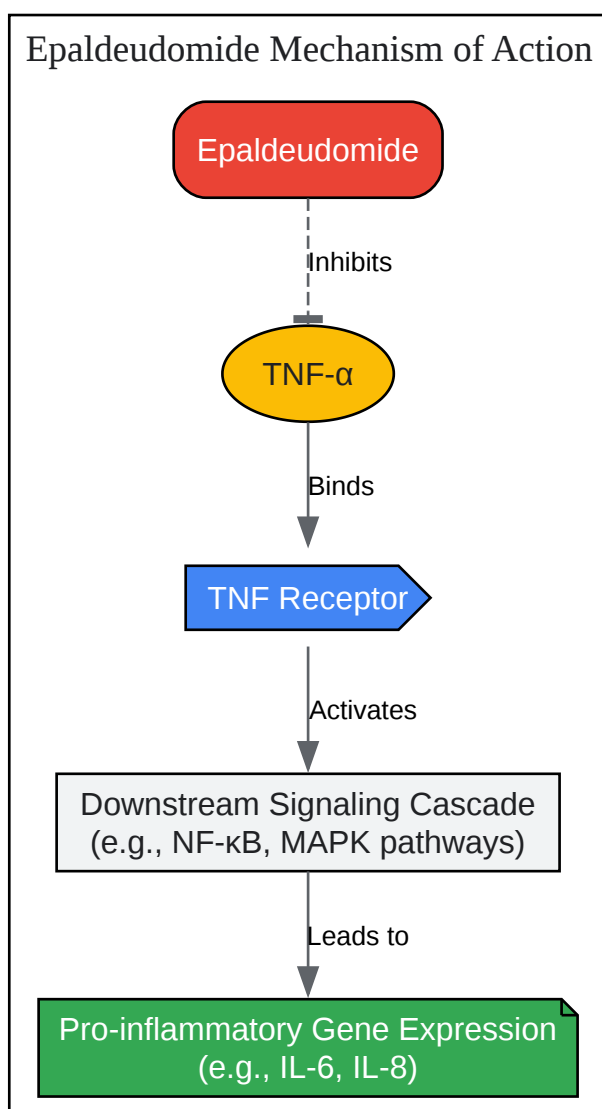 Epaldeudomide Mechanism of Action
Epaldeudomide
Inhibits
TNF-α
Binds
TNF Receptor
Activates
Downstream Signaling Cascade
(e.g., NF-κB, MAPK pathways)
Leads to
Pro-inflammatory Gene Expression
(e.g., IL-6, IL-8)